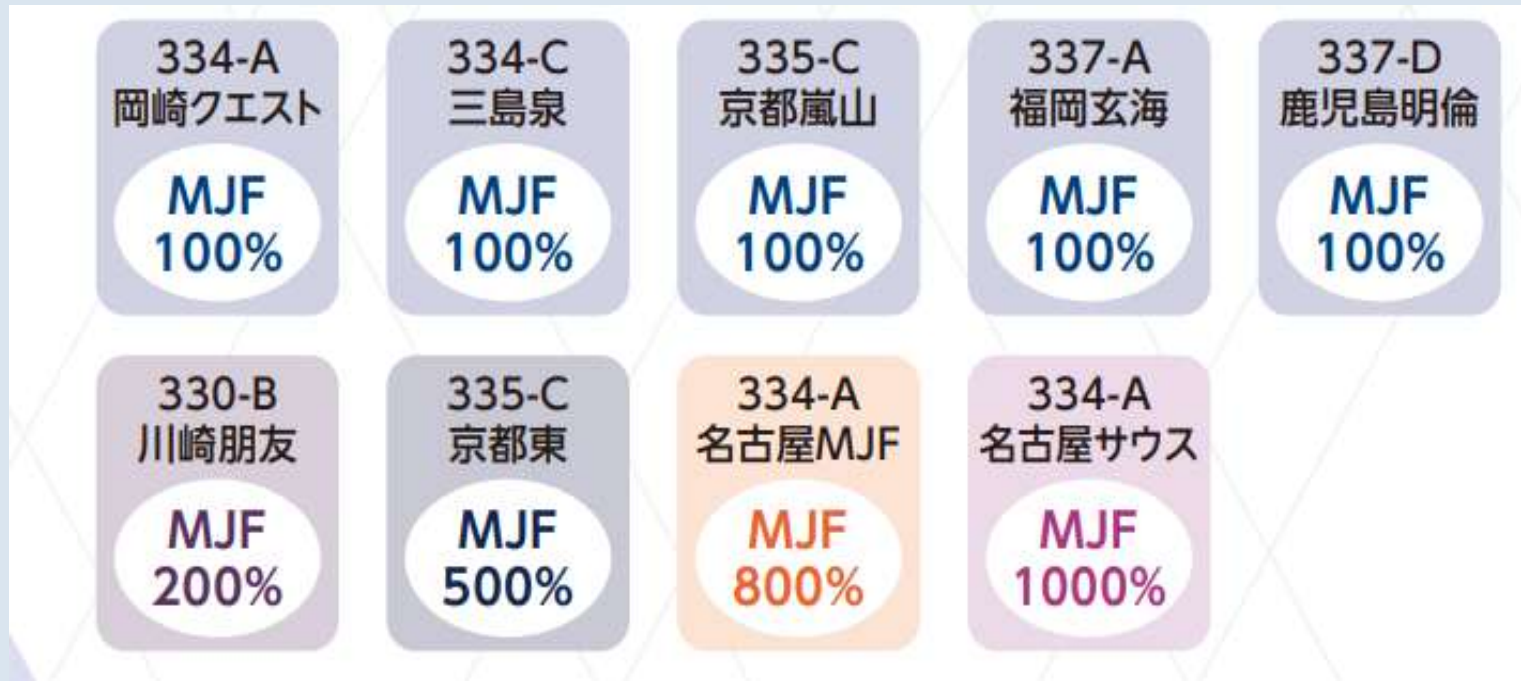 334-A
岡崎クエスト
MJF
100%
334-C
三島泉
MJF
100%
335-C
京都嵐山
MJF
100%
337-A
福岡玄海
MJF
100%
337-D
鹿児島明倫
MJF
100%
330-B
川崎朋友
MJF
200%
335-C
京都東
MJF
500%
334-A
名古屋MJF
MJF
800%
334-A
名古屋サウス
MJF
1000%